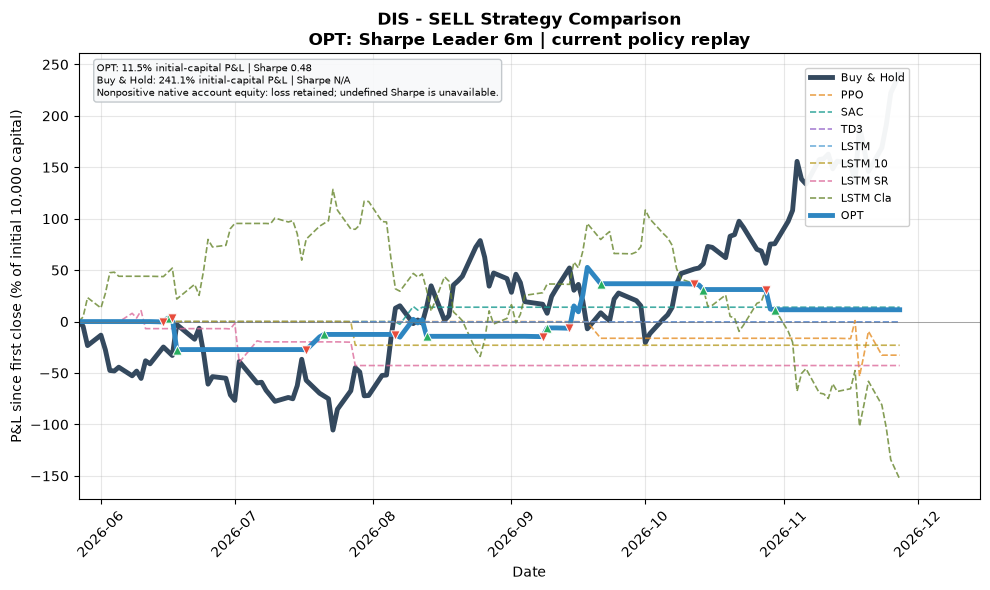 DIS - SELL Strategy Comparison
OPT: Sharpe Leader 6m | current policy replay
OPT: 11.5% initial-capital P&L | Sharpe 0.48
Buy & Hold: 241.1% initial-capital P&L | Sharpe N/A
Nonpositive native account equity: loss retained; undefined Sharpe is unavailable.
Buy & Hold
PPO
SAC
TD3
LSTM
LSTM 10
LSTM SR
LSTM Cla
OPT
P&L since first close (% of initial 10,000 capital)
250
200
150
100
50
0
−50
−100
−150
2026-06
2026-07
2026-08
2026-09
2026-10
2026-11
2026-12
Date